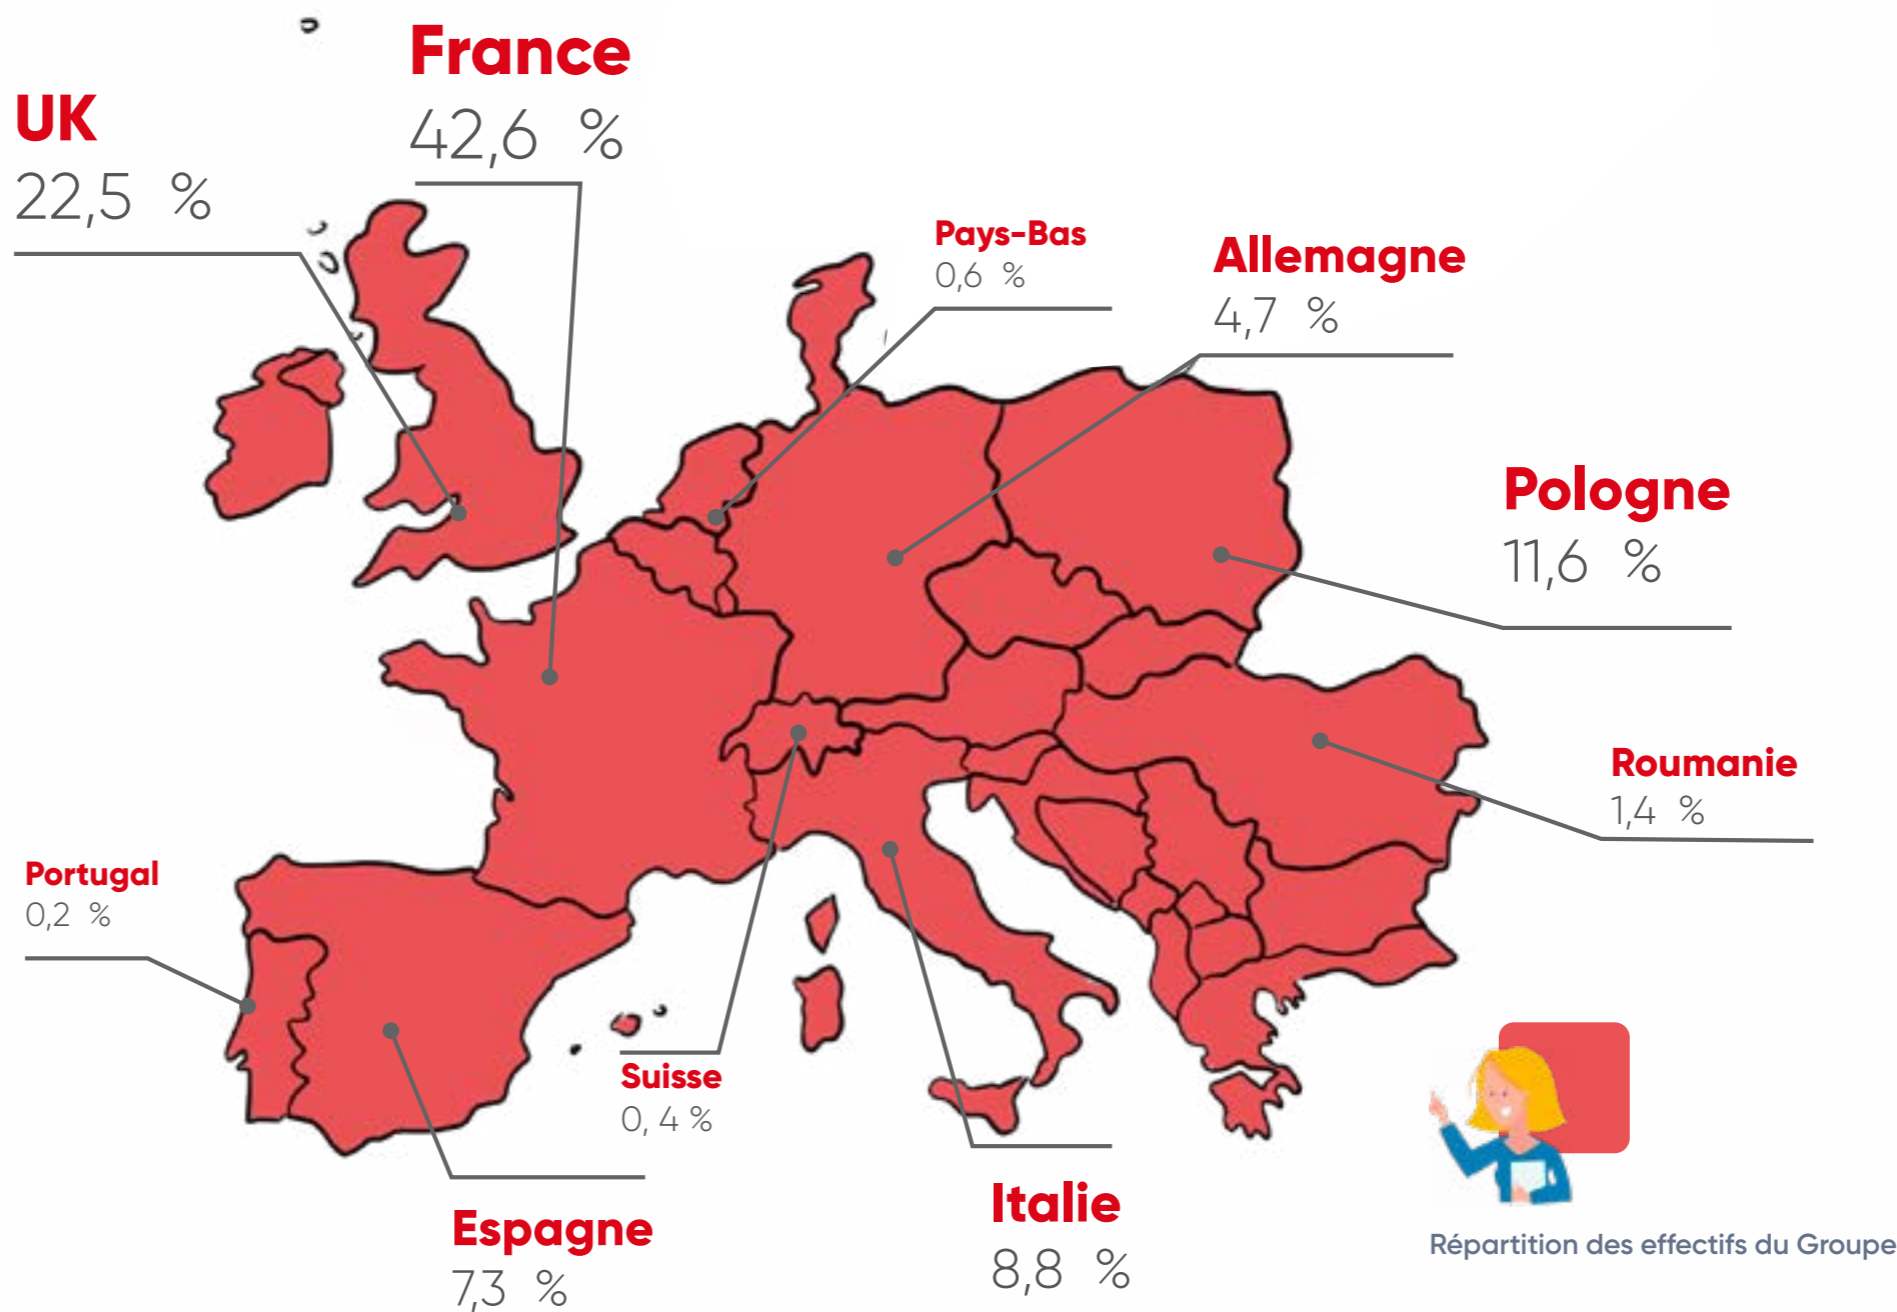 France
42,6 %
UK
22,5 %
Pays-Bas
0,6 %
Allemagne
4,7 %
Pologne
11,6 %
Roumanie
1,4 %
Portugal
0,2 %
Suisse
0, 4 %
Espagne
7,3 %
Italie
8,8 %
Répartition des effectifs du Groupe